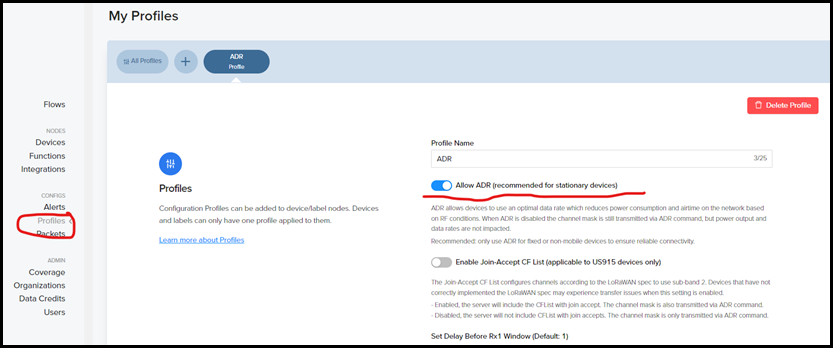 My Profiles
All Profiles
+
ADR
Profile
Flows
NODES
Devices
Functions
Integrations
CONFIGS
Alerts
Profiles
Packets
ADMIN
Coverage
Organizations
Data Credits
Users
Delete Profile
Profiles
Configuration Profiles can be added to device/label nodes. Devices
and labels can only have one profile applied to them.
Learn more about Profiles
Profile Name
ADR
3/25
Allow ADR (recommended for stationary devices)
ADR allows devices to use an optimal data rate which reduces power consumption and airtime on the network based
on RF conditions. When ADR is disabled the channel mask is still transmitted via ADR command, but power output and
data rates are not impacted.
Recommended: only use ADR for fixed or non-mobile devices to ensure reliable connectivity.
Enable Join-Accept CF List (applicable to US915 devices only)
The Join-Accept CF List configures channels according to the LoRaWAN spec to use sub-band 2. Devices that have not
correctly implemented the LoRaWAN spec may experience transfer issues when this setting is enabled.
- Enabled, the server will include the CFList with join accept. The channel mask is also transmitted via ADR command.
- Disabled, the server will not include CFList with join accepts. The channel mask is only transmitted via ADR command.
Set Delay Before Rx1 Window (Default: 1)